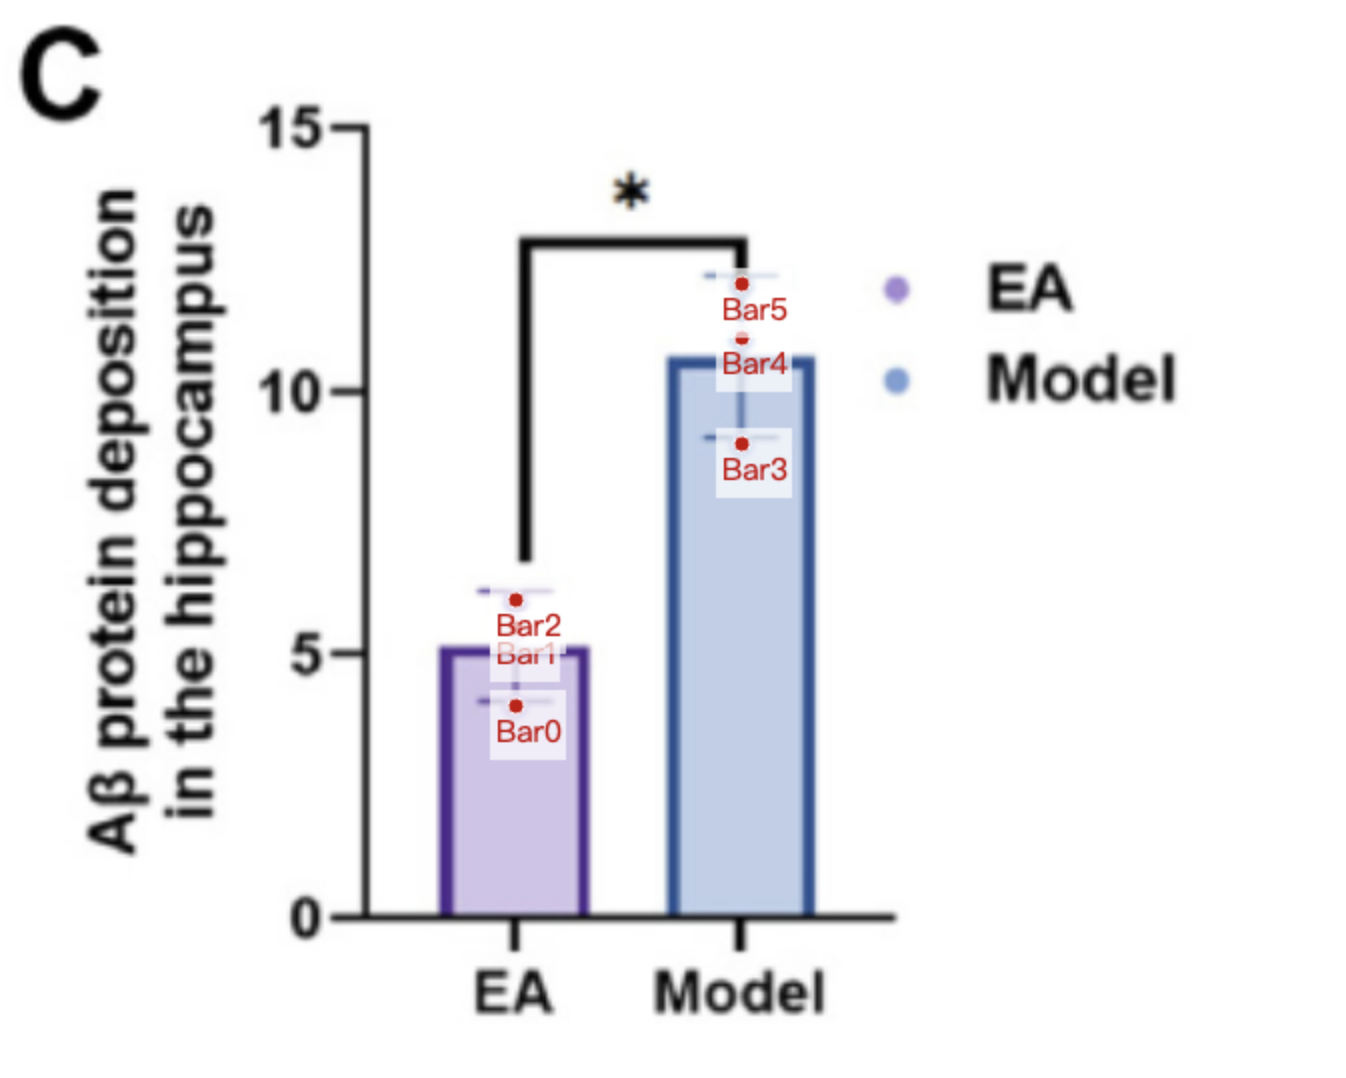 C
Aβ protein deposition
in the hippocampus
15
10
5
0
*
Bar5
Bar4
Bar3
Bar2
Bar1
Bar0
EA
Model
EA
Model